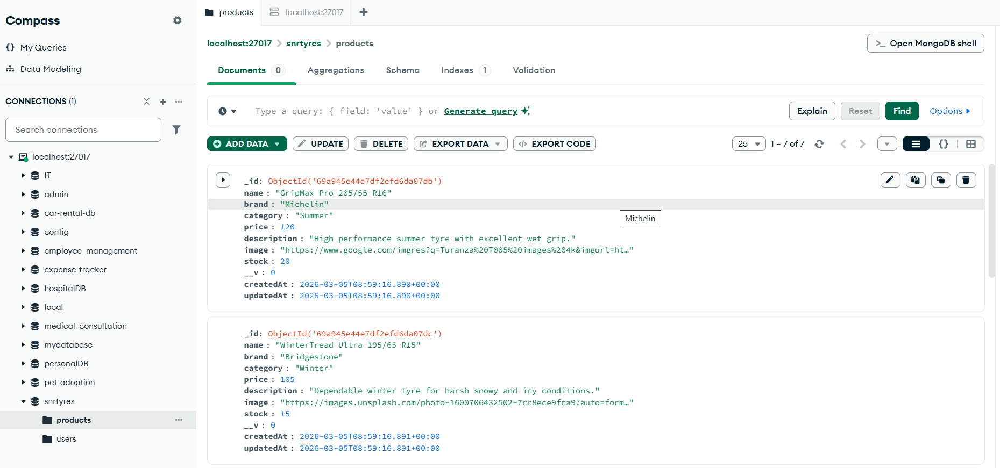 Compass
My Queries
Data Modeling
CONNECTIONS (1)
Search connections
localhost:27017
IT
admin
car-rental-db
config
employee_management
expense-tracker
hospitalDB
local
medical_consultation
mydatabase
personalDB
pet-adoption
snrtyres
products
users
products
localhost:27017
localhost:27017 > snrtyres > products
>_ Open MongoDB shell
Documents 0 Aggregations Schema Indexes 1 Validation
Type a query: { field: 'value' } or Generate query
Explain Reset Find Options
ADD DATA UPDATE DELETE EXPORT DATA </> EXPORT CODE
25 1 – 7 of 7 {}
_id: ObjectId('69a945e44e7df2efd6da07db')
name : "GripMax Pro 205/55 R16"
brand : "Michelin"
category : "Summer"
Michelin
price : 120
description : "High performance summer tyre with excellent wet grip."
image : "https://www.google.com/imgres?q=Turanza%20T005%20images%204k&imgurl=ht…"
stock : 20
__v : 0
createdAt : 2026-03-05T08:59:16.890+00:00
updatedAt : 2026-03-05T08:59:16.890+00:00
_id: ObjectId('69a945e44e7df2efd6da07dc')
name : "WinterTread Ultra 195/65 R15"
brand : "Bridgestone"
category : "Winter"
price : 105
description : "Dependable winter tyre for harsh snowy and icy conditions."
image : "https://images.unsplash.com/photo-1600706432502-7cc8ece9fca9?auto=form…"
stock : 15
__v : 0
createdAt : 2026-03-05T08:59:16.891+00:00
updatedAt : 2026-03-05T08:59:16.891+00:00